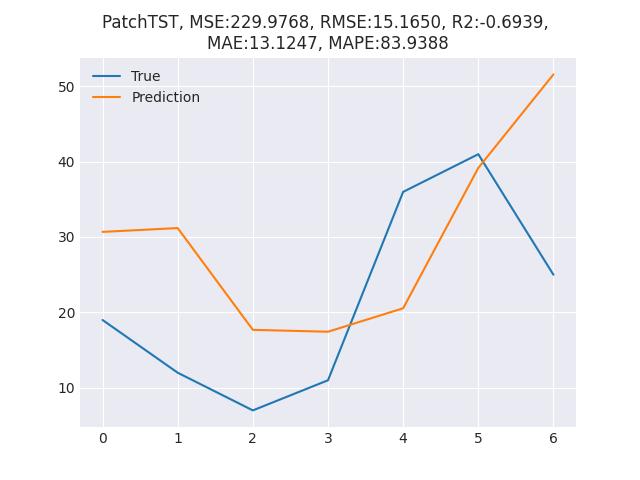 PatchTST, MSE:229.9768, RMSE:15.1650, R2:-0.6939,
MAE:13.1247, MAPE:83.9388
True
Prediction
50
40
30
20
10
0 1 2 3 4 5 6